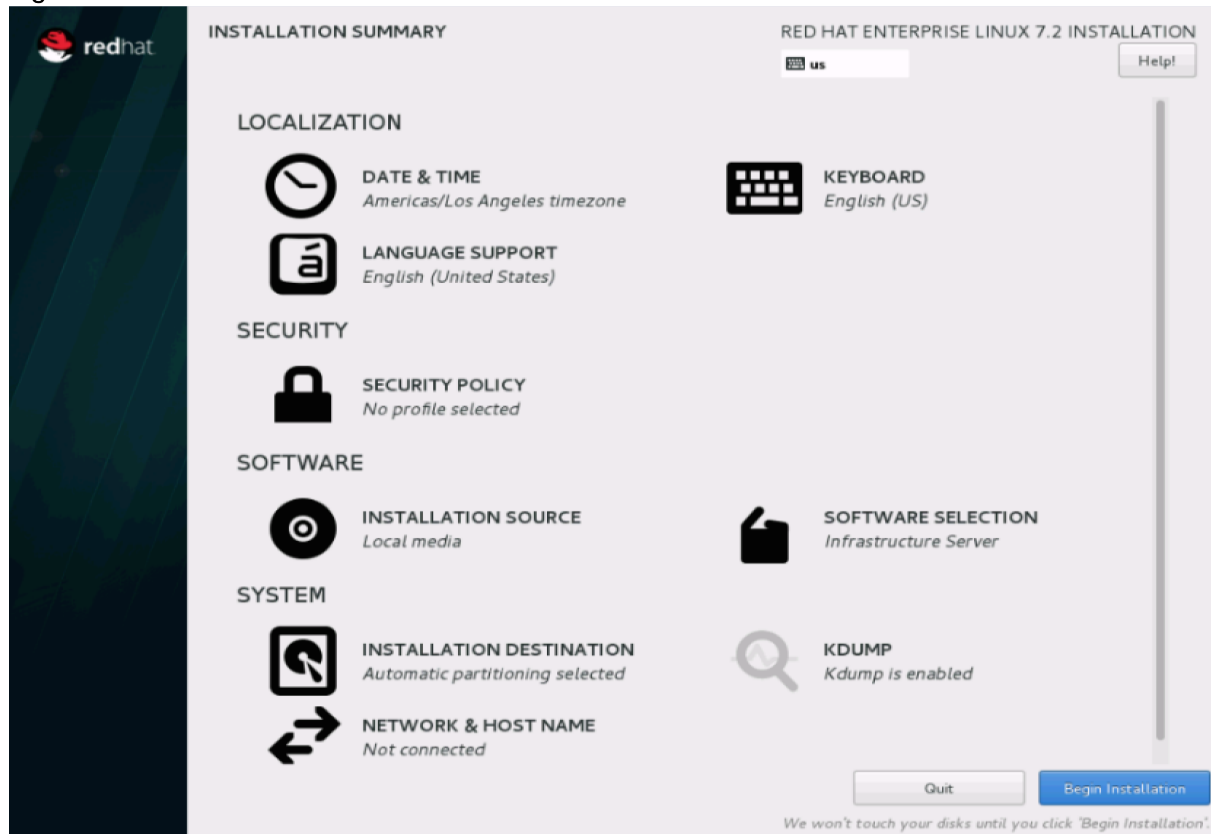 redhat
INSTALLATION SUMMARY
RED HAT ENTERPRISE LINUX 7.2 INSTALLATION
us
Help!
LOCALIZATION
DATE & TIME
Americas/Los Angeles timezone
KEYBOARD
English (US)
á
LANGUAGE SUPPORT
English (United States)
SECURITY
SECURITY POLICY
No profile selected
SOFTWARE
INSTALLATION SOURCE
Local media
SOFTWARE SELECTION
Infrastructure Server
SYSTEM
INSTALLATION DESTINATION
Automatic partitioning selected
KDUMP
Kdump is enabled
NETWORK & HOST NAME
Not connected
Quit
Begin Installation
We won't touch your disks until you click 'Begin Installation'.